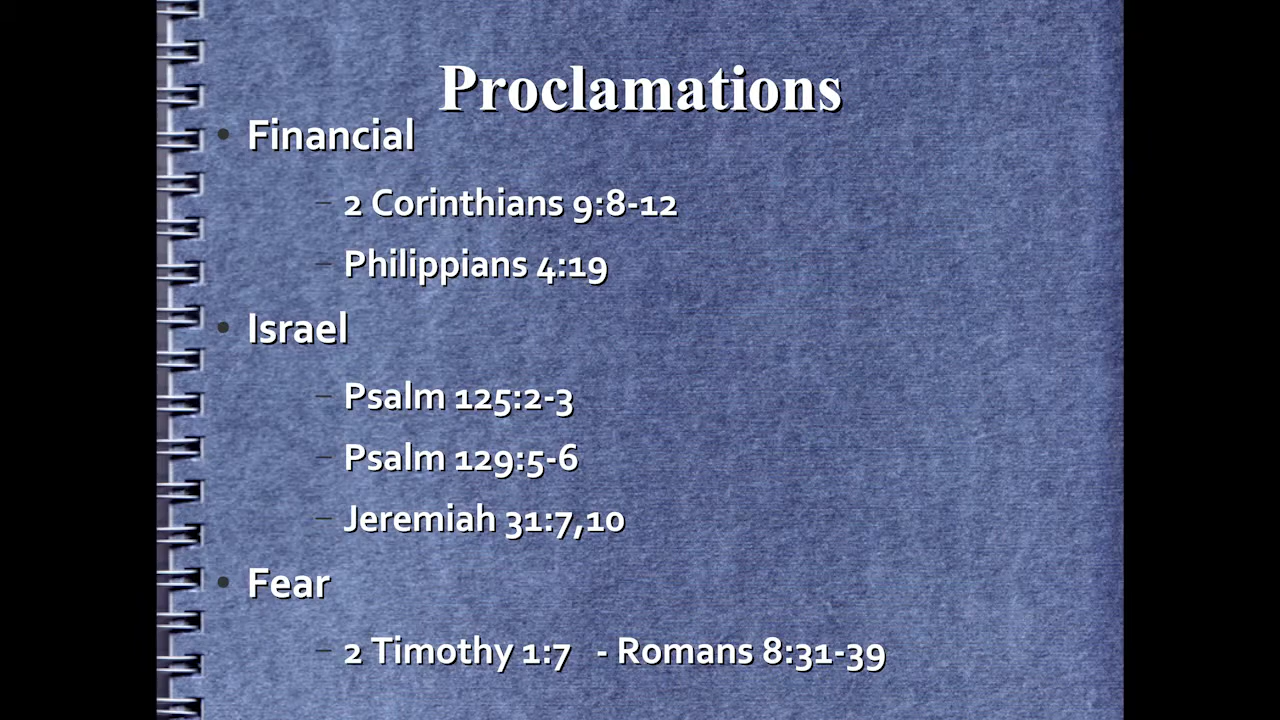 Proclamations
• Financial
– 2 Corinthians 9:8-12
– Philippians 4:19
• Israel
– Psalm 125:2-3
– Psalm 129:5-6
– Jeremiah 31:7,10
• Fear
– 2 Timothy 1:7 - Romans 8:31-39